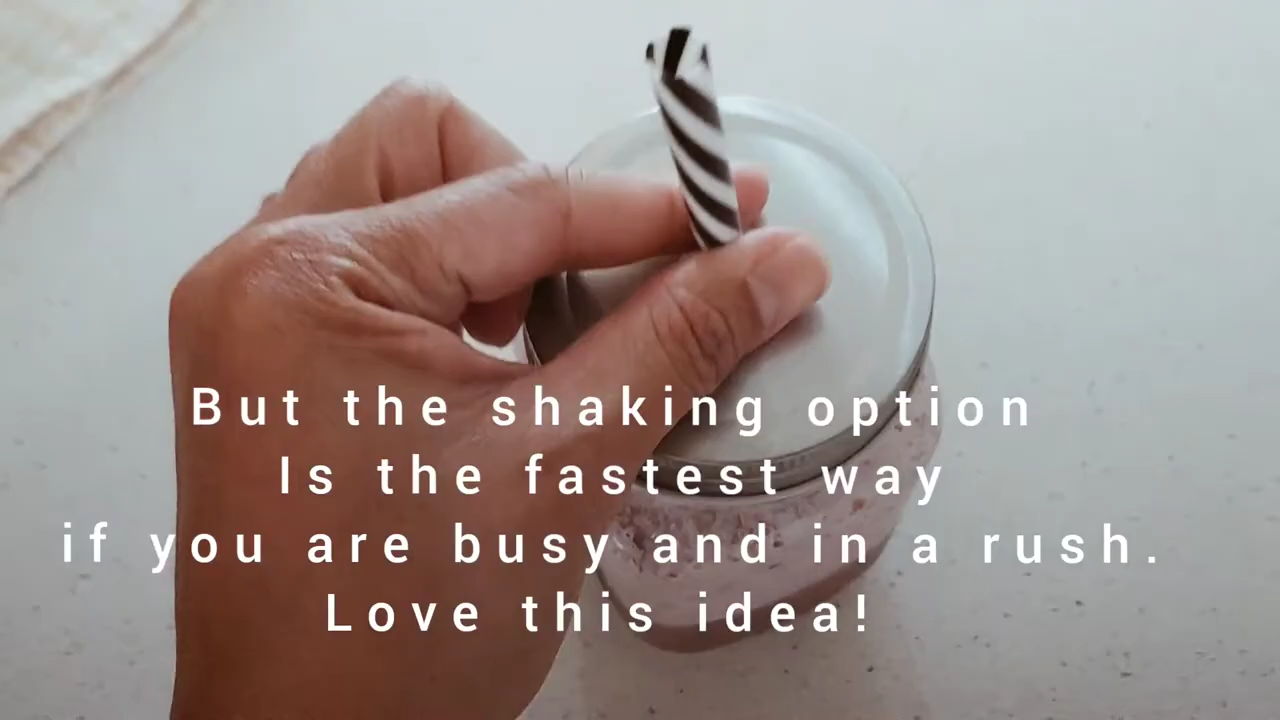 But the shaking option
Is the fastest way
if you are busy and in a rush.
Love this idea!